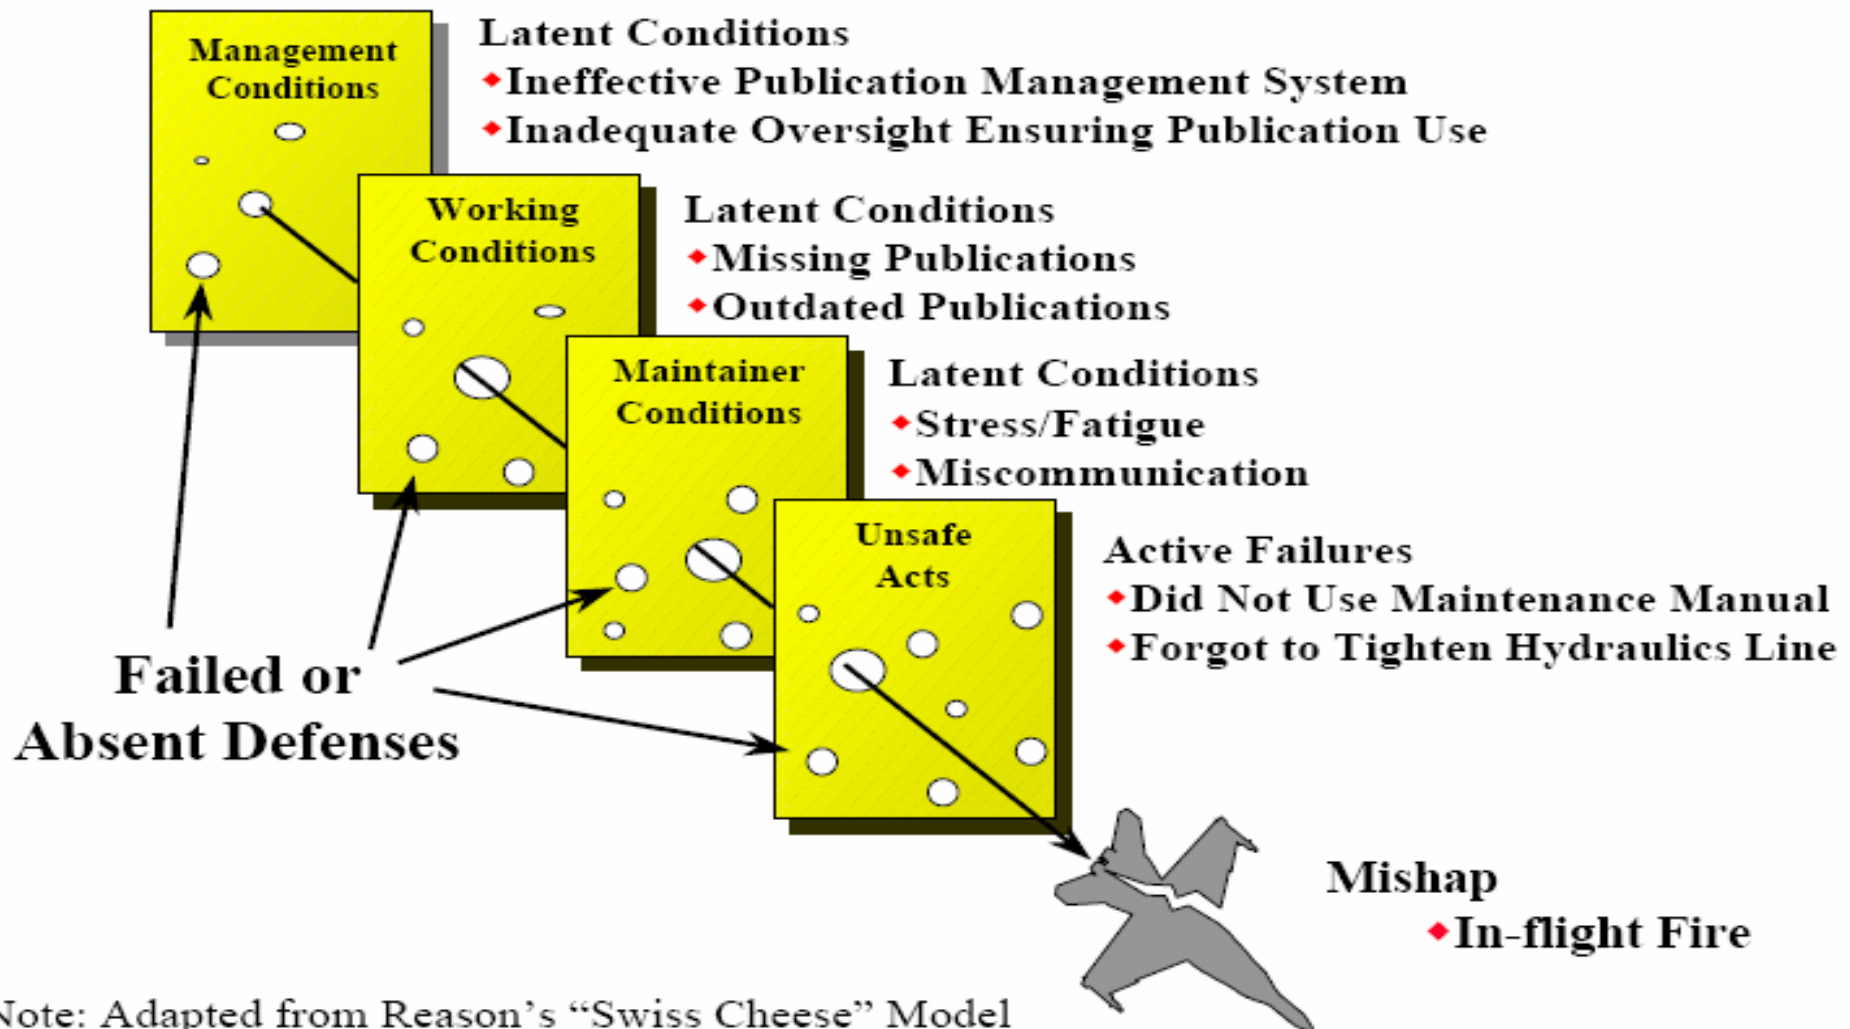 Management
Conditions
Latent Conditions
Ineffective Publication Management System
Inadequate Oversight Ensuring Publication Use
Working
Conditions
Latent Conditions
Missing Publications
Outdated Publications
Maintainer
Conditions
Latent Conditions
Stress/Fatigue
Miscommunication
Unsafe
Acts
Active Failures
Did Not Use Maintenance Manual
Forgot to Tighten Hydraulics Line
Failed or
Absent Defenses
Mishap
In-flight Fire
Note: Adapted from Reason’s “Swiss Cheese” Model